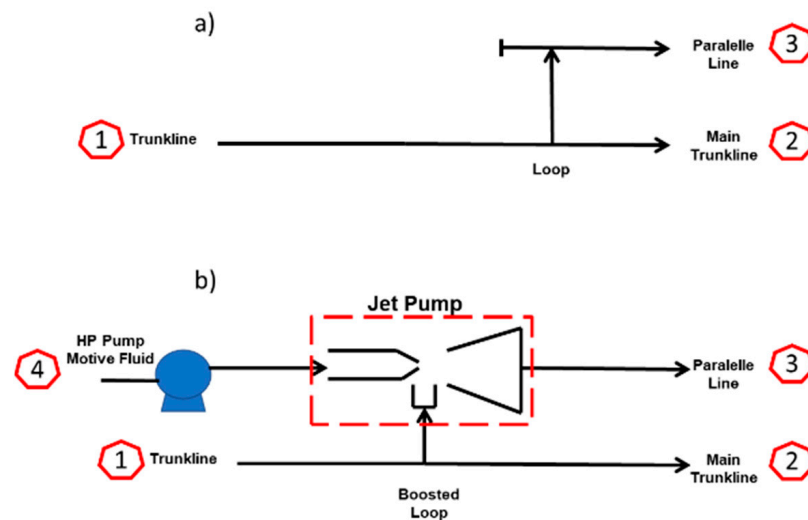 a)
3
Paralelle
Line
1
Trunkline
Main
Trunkline
2
Loop
b)
Jet Pump
HP Pump
Motive Fluid
4
Paralelle
Line
3
1
Trunkline
Main
Trunkline
2
Boosted
Loop